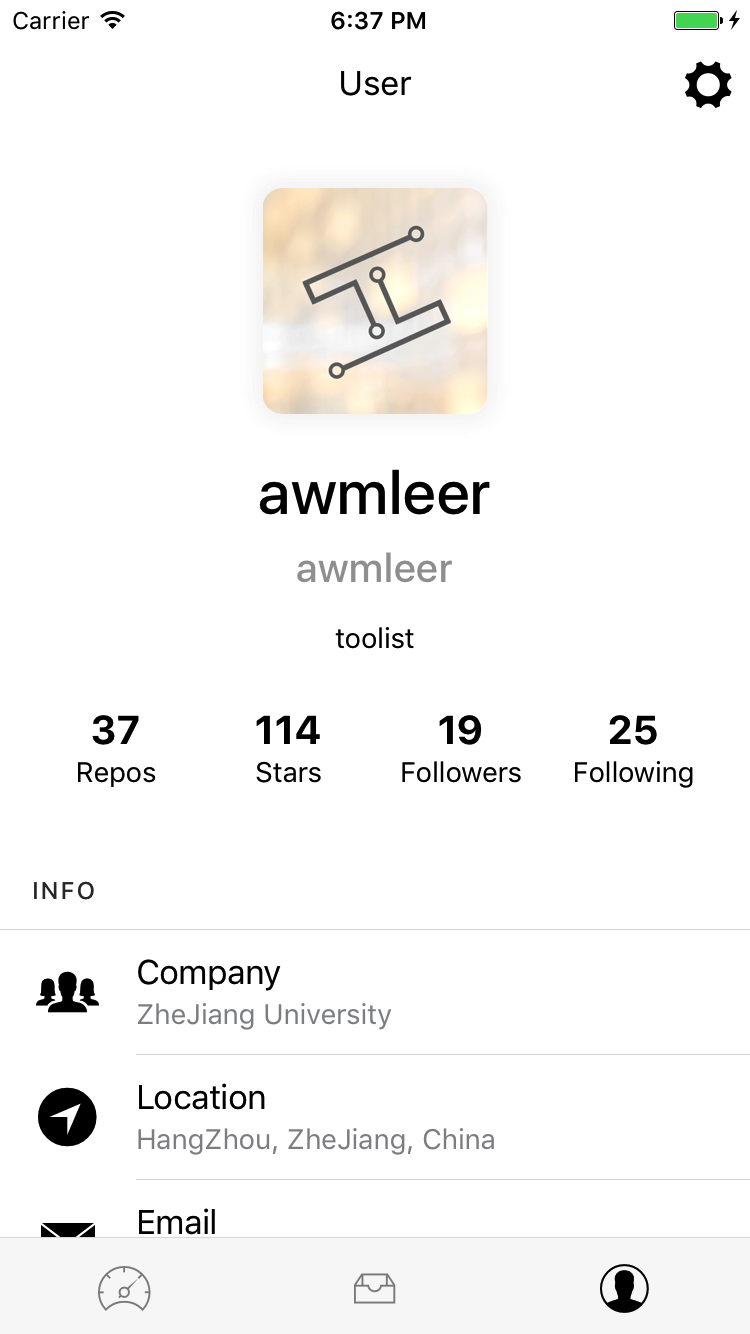 Carrier 6:37 PM
User
awmleer
awmleer
toolist
37 114 19 25
Repos Stars Followers Following
INFO
Company
ZheJiang University
Location
HangZhou, ZheJiang, China
Email